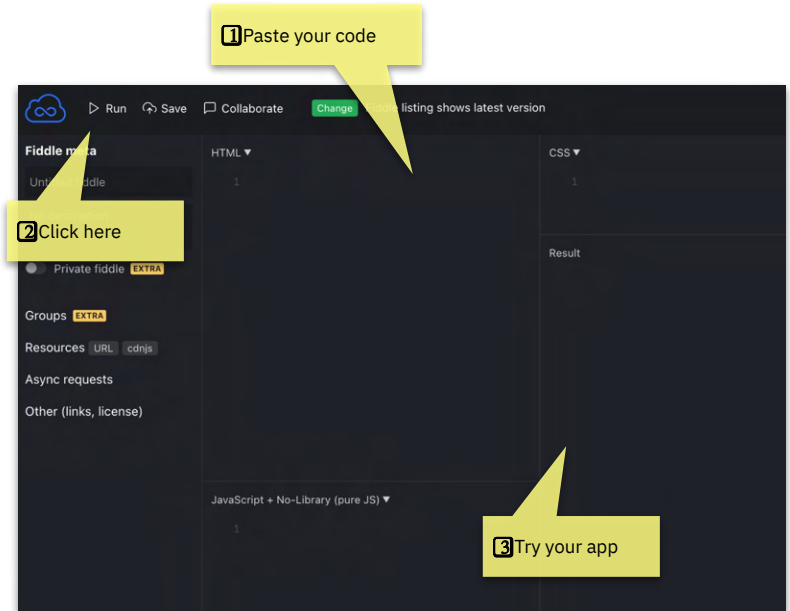 1 Paste your code
Run Save Collaborate Change Fiddle listing shows latest version
Fiddle meta
HTML ▼
CSS ▼
1
1
2 Click here
Result
Private fiddle EXTRA
Groups EXTRA
Resources URL cdnjs
Async requests
Other (links, license)
JavaScript + No-Library (pure JS) ▼
1
3 Try your app